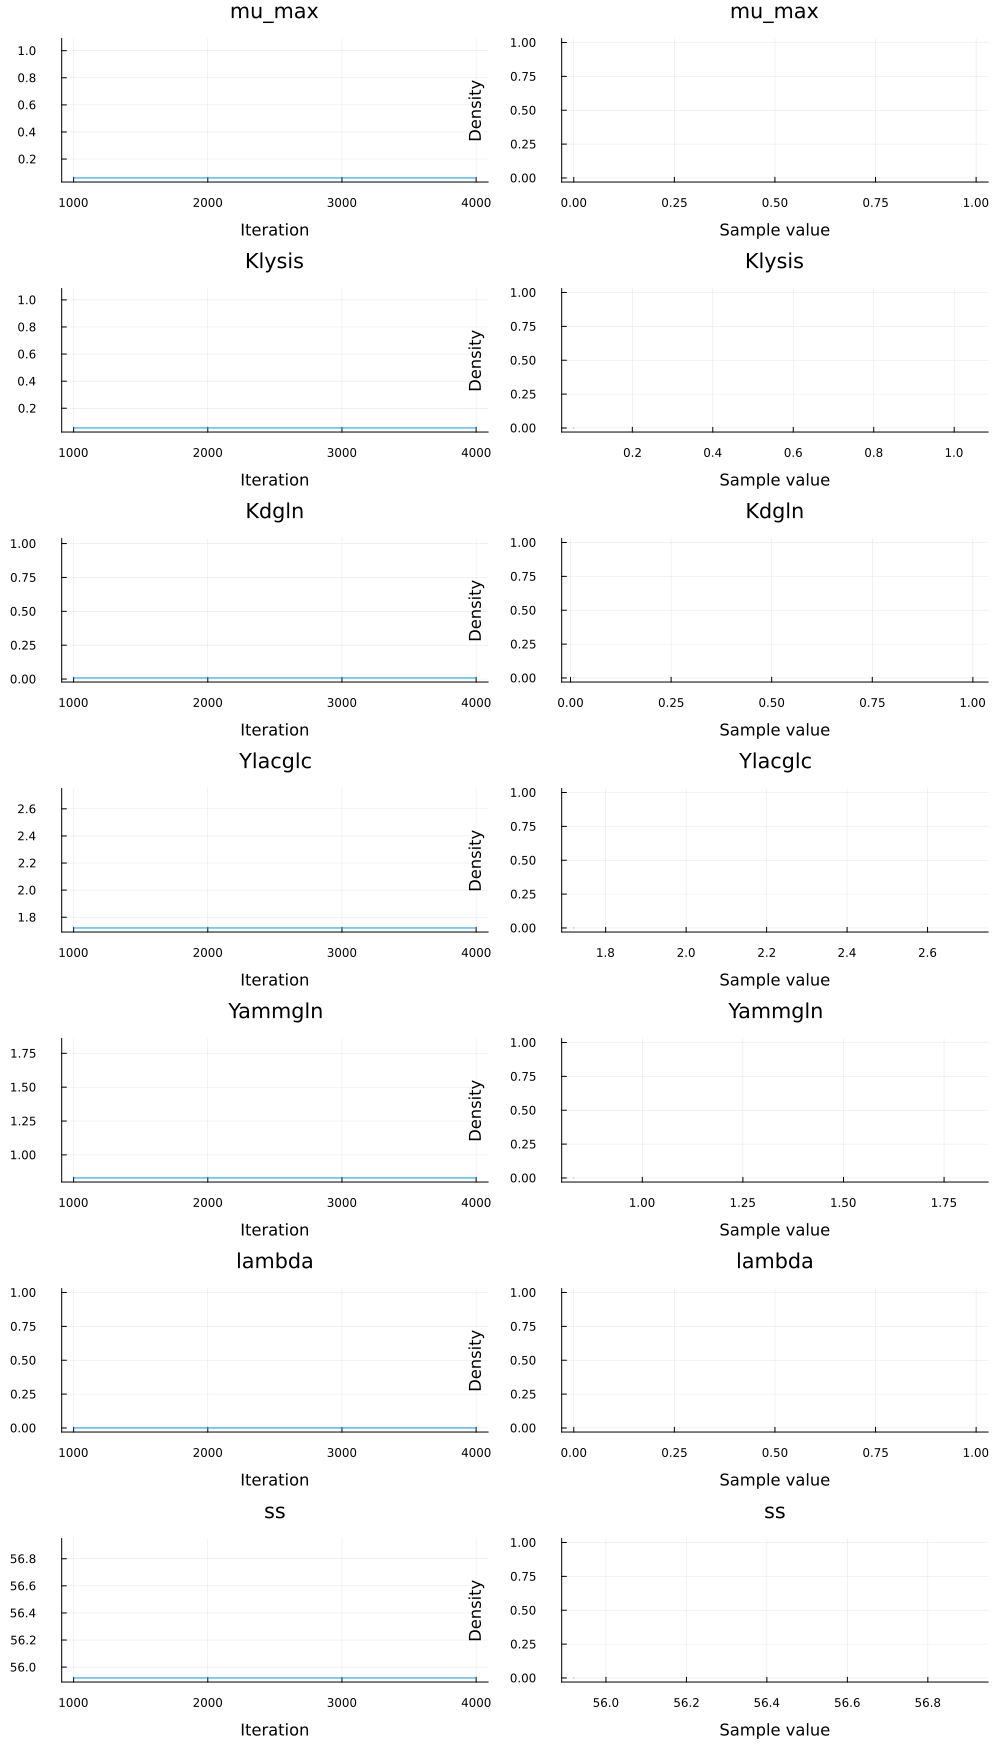 mu_max
1.0
0.8
0.6
0.4
0.2
1000 2000 3000 4000
Iteration
mu_max
Density
1.00
0.75
0.50
0.25
0.00
0.00 0.25 0.50 0.75 1.00
Sample value
Klysis
1.0
0.8
0.6
0.4
0.2
1000 2000 3000 4000
Iteration
Klysis
Density
1.00
0.75
0.50
0.25
0.00
0.2 0.4 0.6 0.8 1.0
Sample value
Kdgln
1.00
0.75
0.50
0.25
0.00
1000 2000 3000 4000
Iteration
Kdgln
Density
1.00
0.75
0.50
0.25
0.00
0.00 0.25 0.50 0.75 1.00
Sample value
Ylacglc
2.6
2.4
2.2
2.0
1.8
1000 2000 3000 4000
Iteration
Ylacglc
Density
1.00
0.75
0.50
0.25
0.00
1.8 2.0 2.2 2.4 2.6
Sample value
Yammgln
1.75
1.50
1.25
1.00
1000 2000 3000 4000
Iteration
Yammgln
Density
1.00
0.75
0.50
0.25
0.00
1.00 1.25 1.50 1.75
Sample value
lambda
1.00
0.75
0.50
0.25
0.00
1000 2000 3000 4000
Iteration
lambda
Density
1.00
0.75
0.50
0.25
0.00
0.00 0.25 0.50 0.75 1.00
Sample value
ss
56.8
56.6
56.4
56.2
56.0
1000 2000 3000 4000
Iteration
ss
Density
1.00
0.75
0.50
0.25
0.00
56.0 56.2 56.4 56.6 56.8
Sample value